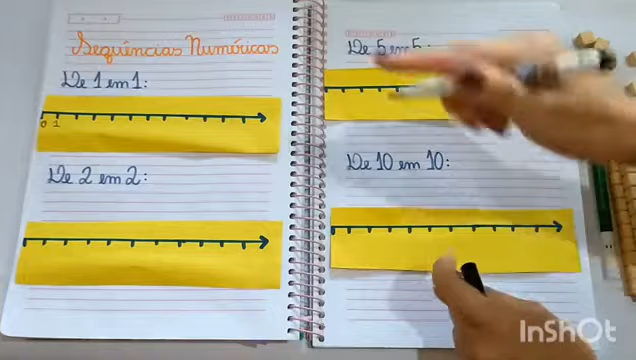 Sequências Numéricas
De 1 em 1:
0 1
De 2 em 2:
De 5 em 5:
De 10 em 10:
InShOt